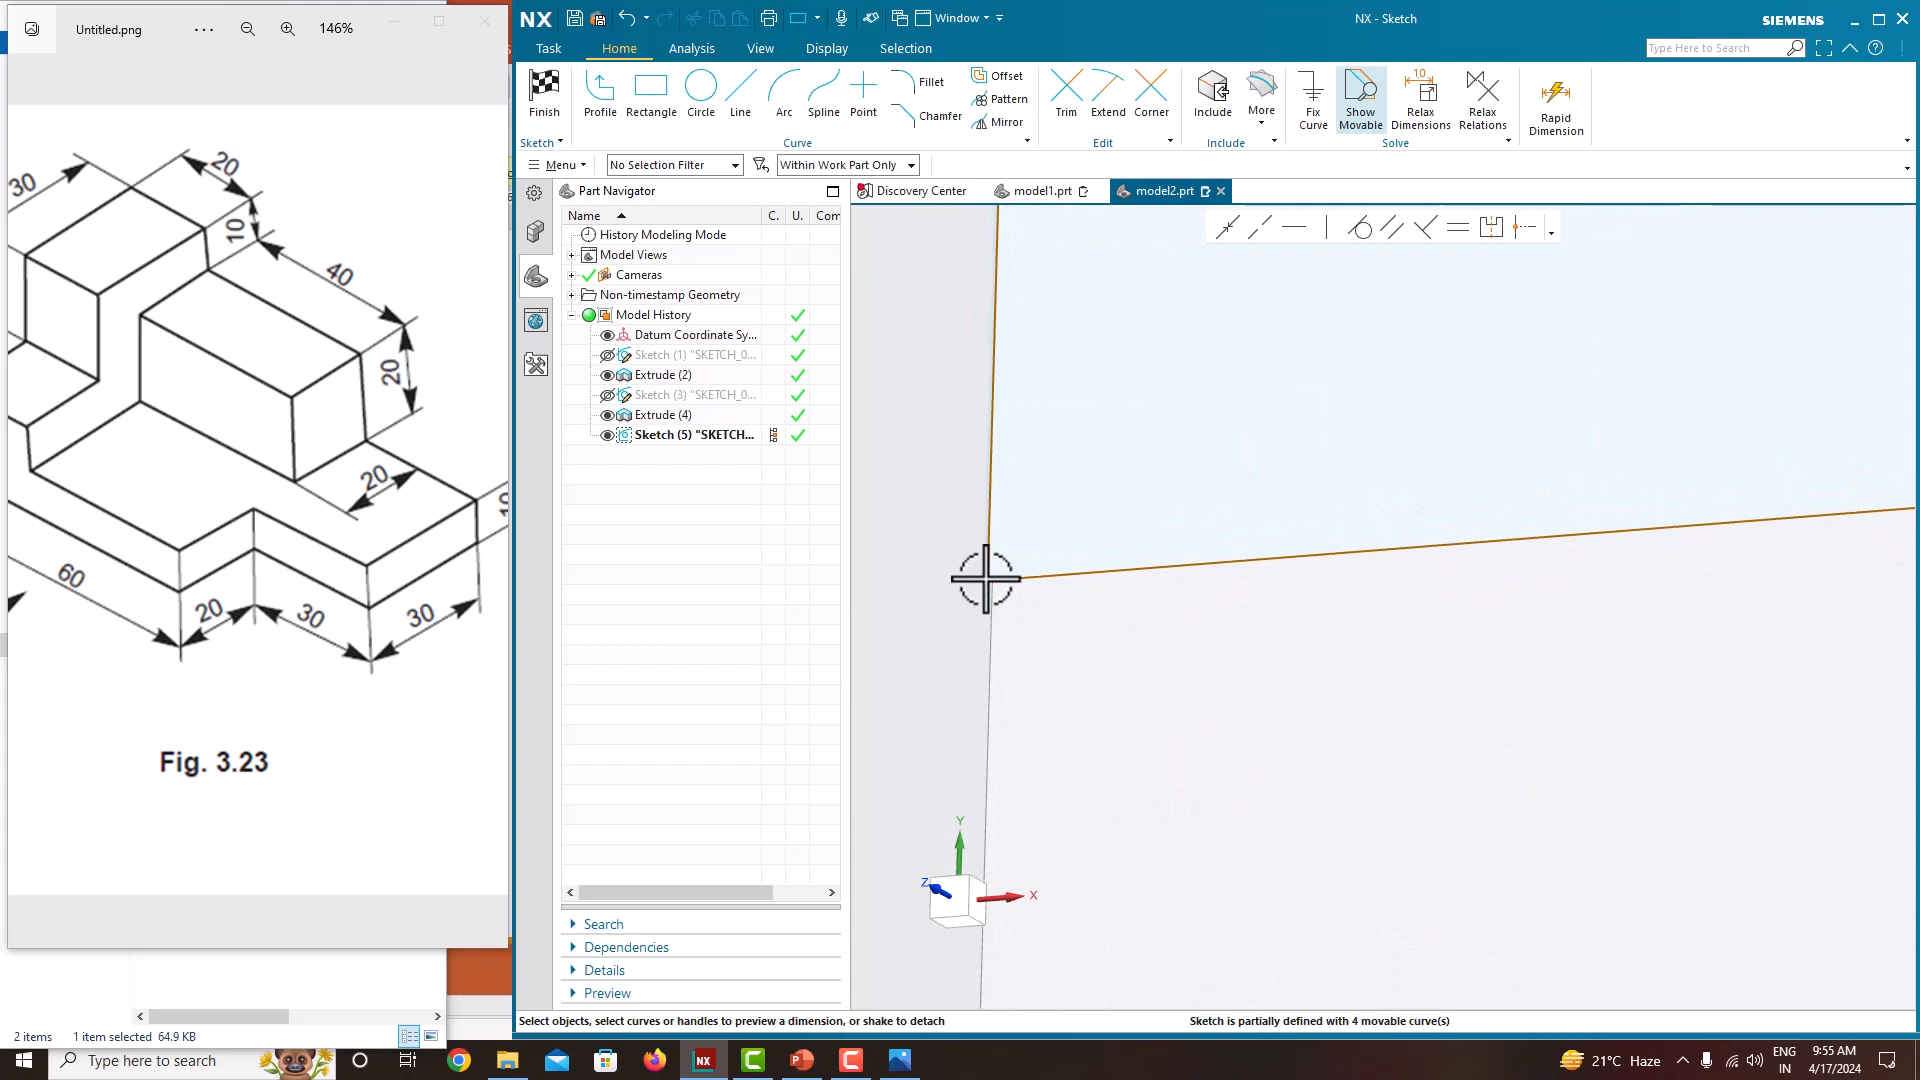 Untitled.png
146%
30
20
10
40
20
20
60
20
30
30
Fig. 3.23
2 items 1 item selected 64.9 KB
NX
Window
NX - Sketch
SIEMENS
Task Home Analysis View Display Selection
Type Here to Search
Finish
Profile Rectangle Circle Line Arc Spline Point
Fillet
Chamfer
Offset
Pattern
Mirror
Trim Extend Corner
Include More
Fix Curve
Show Movable
Relax Dimensions
Relax Relations
Rapid Dimension
Sketch Curve Edit Include Solve
Menu No Selection Filter Within Work Part Only
Part Navigator
Discovery Center model1.prt model2.prt
Name C. U. Com
History Modeling Mode
Model Views
Cameras
Non-timestamp Geometry
Model History
Datum Coordinate Sy...
Sketch (1) "SKETCH_0...
Extrude (2)
Sketch (3) "SKETCH_0...
Extrude (4)
Sketch (5) "SKETCH...
Search
Dependencies
Details
Preview
Y
Z
X
Select objects, select curves or handles to preview a dimension, or shake to detach
Sketch is partially defined with 4 movable curve(s)
Type here to search
NX
21°C Haze
ENG
IN
9:55 AM
4/17/2024